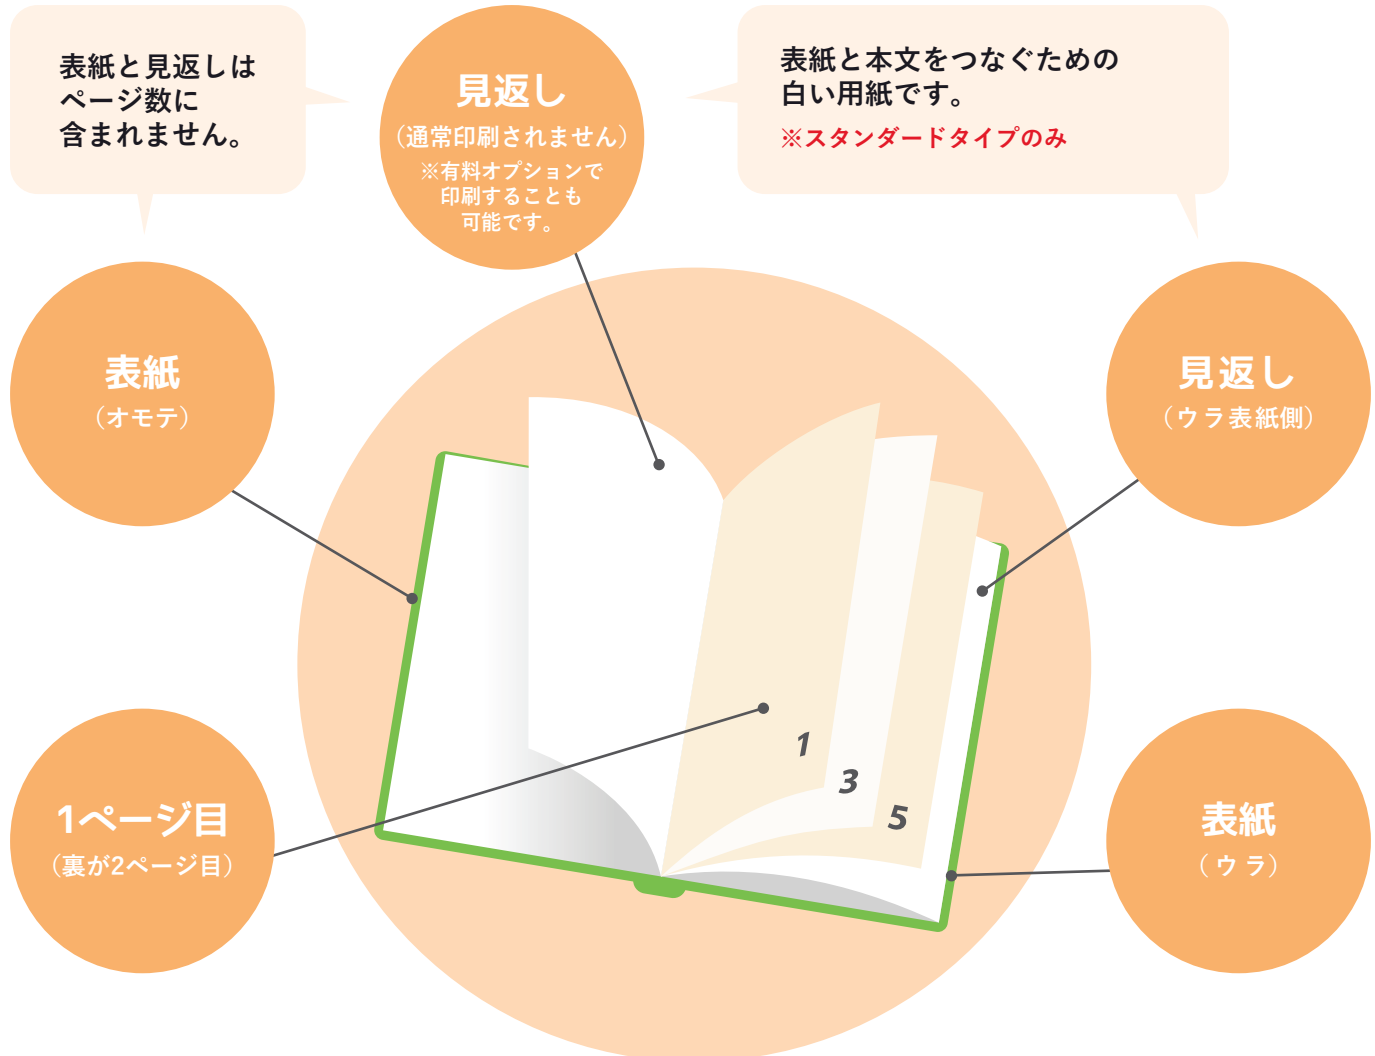 表紙と見返しは
ページ数に
含まれません。
見返し
（通常印刷されません）
※有料オプションで
印刷することも
可能です。
表紙と本文をつなぐための
白い用紙です。
※スタンダードタイプのみ
表紙
（オモテ）
見返し
（ウラ表紙側）
1
3
5
1ページ目
（裏が2ページ目）
表紙
（ウラ）